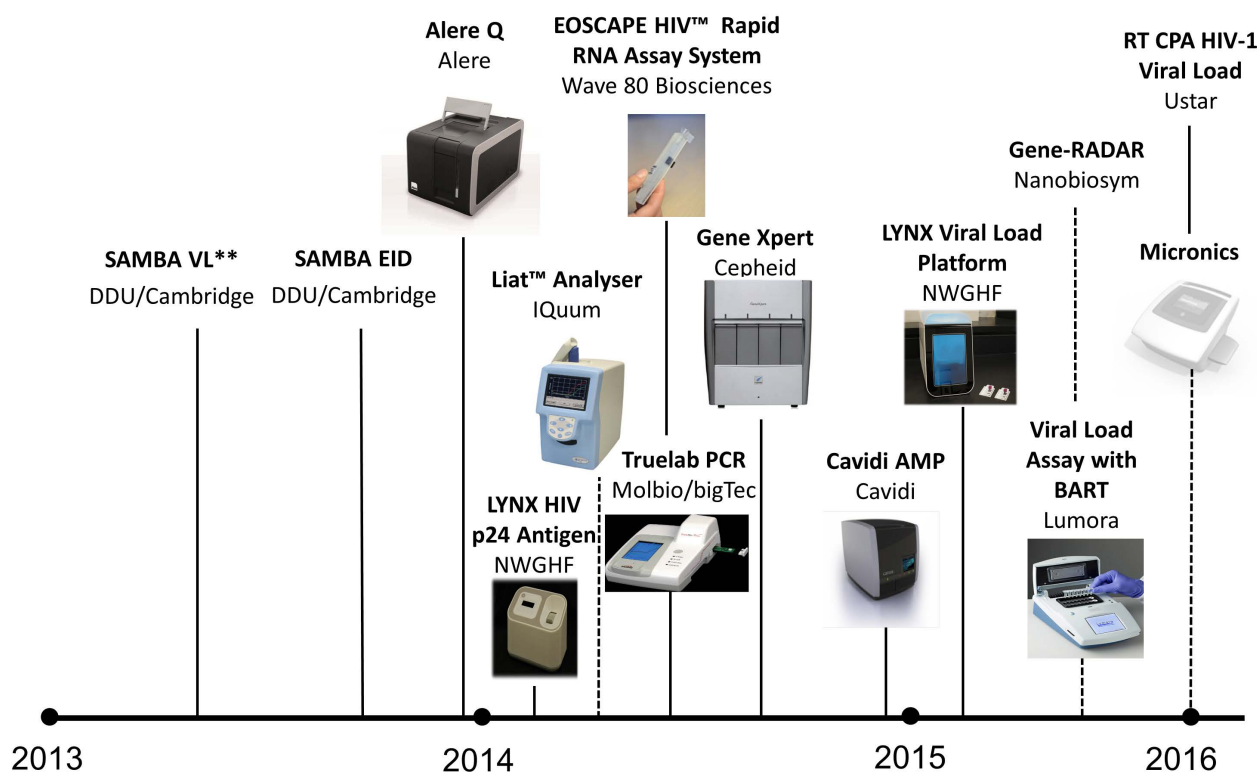 Alere Q
Alere
EOSCAPE HIV™ Rapid
RNA Assay System
Wave 80 Biosciences
RT CPA HIV-1
Viral Load
Ustar
Gene-RADAR
Nanobiosym
SAMBA VL**
DDU/Cambridge
SAMBA EID
DDU/Cambridge
Liat™ Analyser
IQuum
Gene Xpert
Cepheid
LYNX Viral Load
Platform
NWGHF
Micronics
LYNX HIV
p24 Antigen
NWGHF
Truelab PCR
Molbio/bigTec
Cavidi AMP
Cavidi
Viral Load
Assay with
BART
Lumora
2013
2014
2015
2016